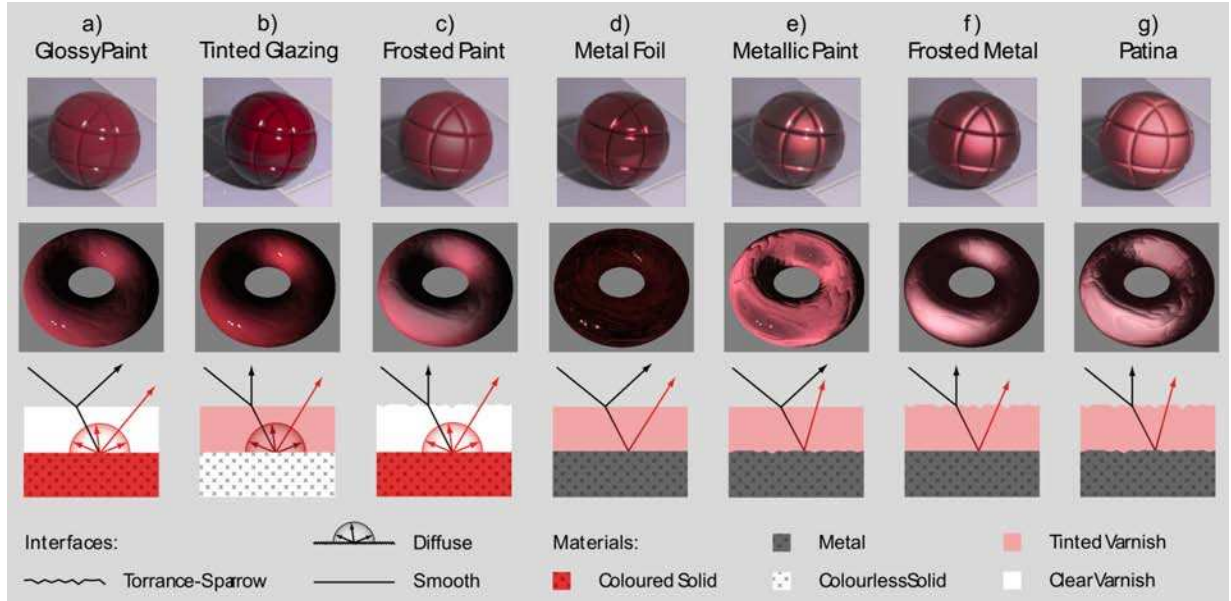 a) b) c) d) e) f) g)
GlossyPaint Tinted Glazing Frosted Paint Metal Foil Metallic Paint Frosted Metal Patina
Interfaces: Diffuse Materials: Metal Tinted Varnish
Torrance-Sparrow Smooth Coloured Solid ColourlessSolid ClearVarnish